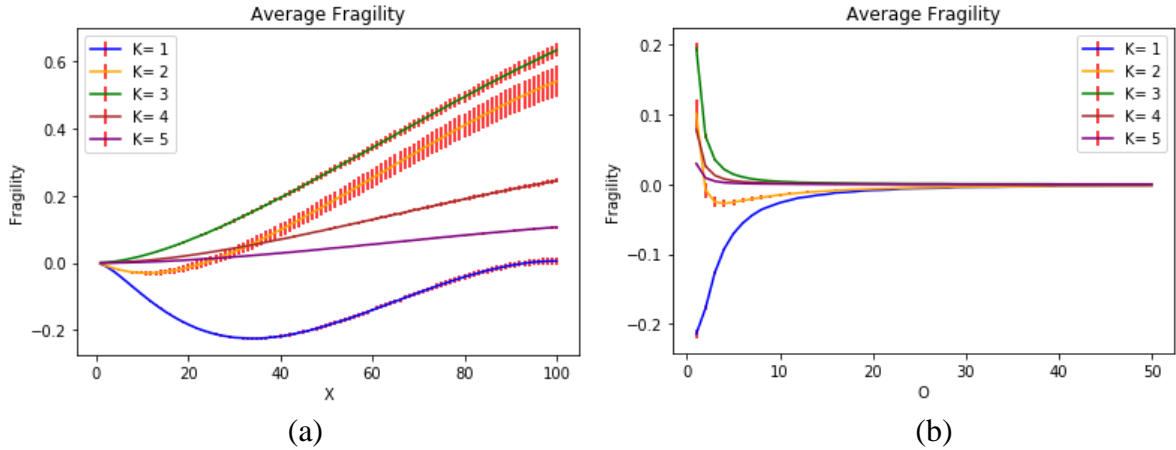 Average Fragility
K= 1
K= 2
K= 3
K= 4
K= 5
Fragility
0.6
0.4
0.2
0.0
−0.2
0 20 40 60 80 100
X
(a)
Average Fragility
K= 1
K= 2
K= 3
K= 4
K= 5
Fragility
0.2
0.1
0.0
−0.1
−0.2
0 10 20 30 40 50
O
(b)